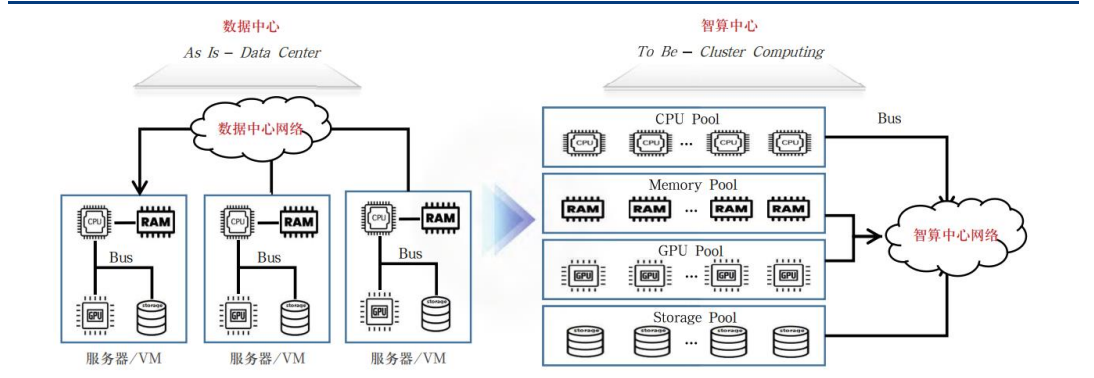 数据中心
As Is – Data Center
数据中心网络
CPU
RAM
Bus
GPU
storage
服务器/VM
CPU
RAM
Bus
GPU
storage
服务器/VM
CPU
RAM
Bus
GPU
storage
服务器/VM
智算中心
To Be – Cluster Computing
CPU Pool
CPU CPU ... CPU CPU
Memory Pool
RAM RAM ... RAM RAM
GPU Pool
GPU GPU ... GPU GPU
Storage Pool
storage storage ... storage storage
Bus
智算中心网络